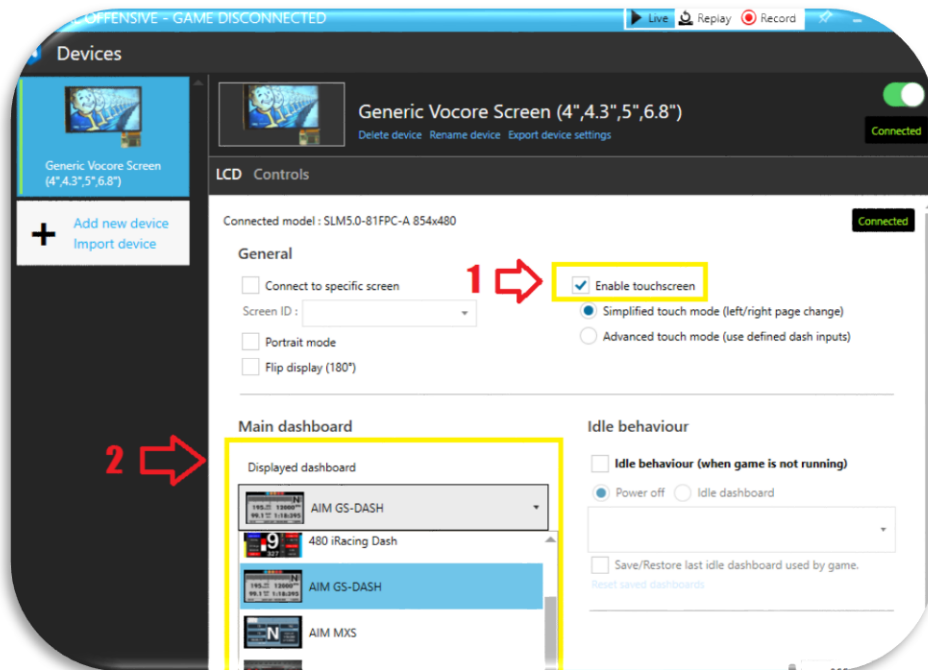 OFFENSIVE - GAME DISCONNECTED
Live Replay Record
Devices
Generic Vocore Screen (4",4.3",5",6.8")
Delete device Rename device Export device settings
Connected
Generic Vocore Screen
(4",4.3",5",6.8")
Add new device
Import device
LCD Controls
Connected model : SLM5.0-81FPC-A 854x480
Connected
General
1
Connect to specific screen
Enable touchscreen
Screen ID :
Simplified touch mode (left/right page change)
Portrait mode
Advanced touch mode (use defined dash inputs)
Flip display (180°)
Main dashboard
Idle behaviour
2
Displayed dashboard
Idle behaviour (when game is not running)
AIM GS-DASH
Power off Idle dashboard
480 iRacing Dash
Save/Restore last idle dashboard used by game.
Reset saved dashboards
AIM GS-DASH
AIM MXS